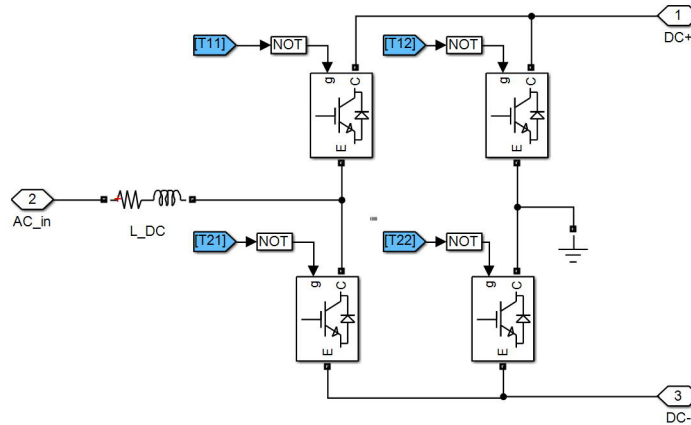 1
DC+
[T11]
NOT
[T12]
NOT
g
C
E
g
C
E
2
AC_in
L_DC
[T21]
NOT
[T22]
NOT
g
C
E
g
C
E
3
DC-